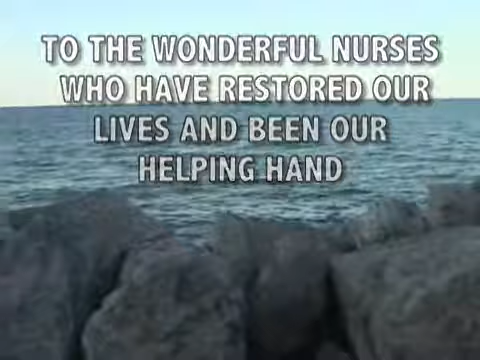 TO THE WONDERFUL NURSES
WHO HAVE RESTORED OUR
LIVES AND BEEN OUR
HELPING HAND